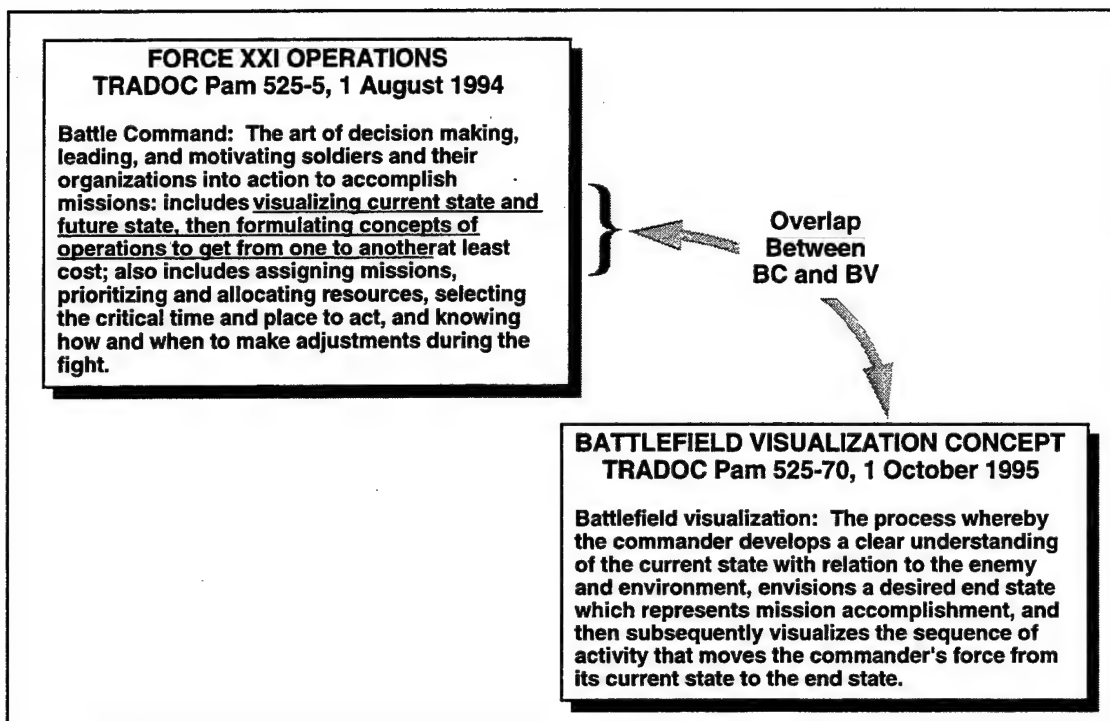 FORCE XXI OPERATIONS
TRADOC Pam 525-5, 1 August 1994
Battle Command: The art of decision making,
leading, and motivating soldiers and their
organizations into action to accomplish
missions: includes visualizing current state and
future state, then formulating concepts of
operations to get from one to anotherat least
cost; also includes assigning missions,
prioritizing and allocating resources, selecting
the critical time and place to act, and knowing
how and when to make adjustments during the
fight.
Overlap
Between
BC and BV
BATTLEFIELD VISUALIZATION CONCEPT
TRADOC Pam 525-70, 1 October 1995
Battlefield visualization: The process whereby
the commander develops a clear understanding
of the current state with relation to the enemy
and environment, envisions a desired end state
which represents mission accomplishment, and
then subsequently visualizes the sequence of
activity that moves the commander's force from
its current state to the end state.